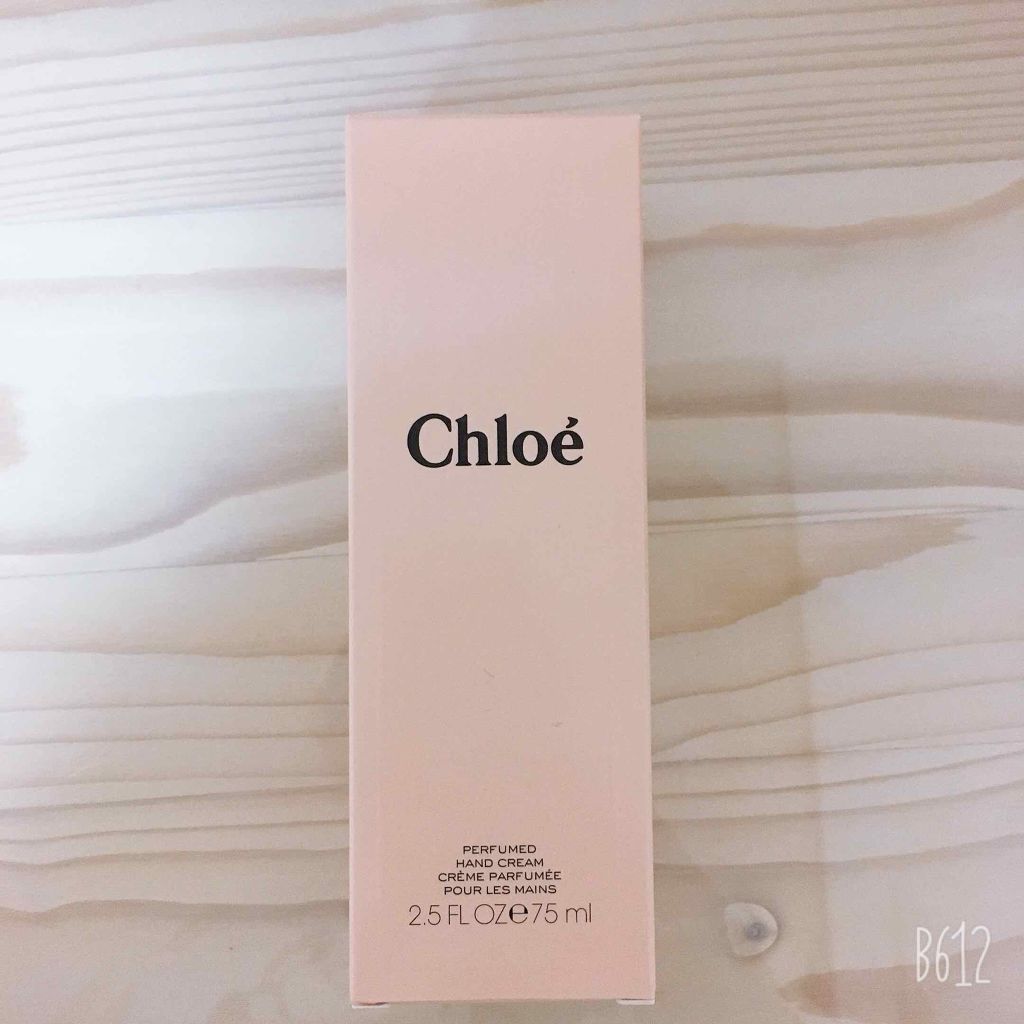 Chloé
PERFUMED
HAND CREAM
CRÈME PARFUMÉE
POUR LES MAINS
2.5 FL OZ℮75 ml
B612